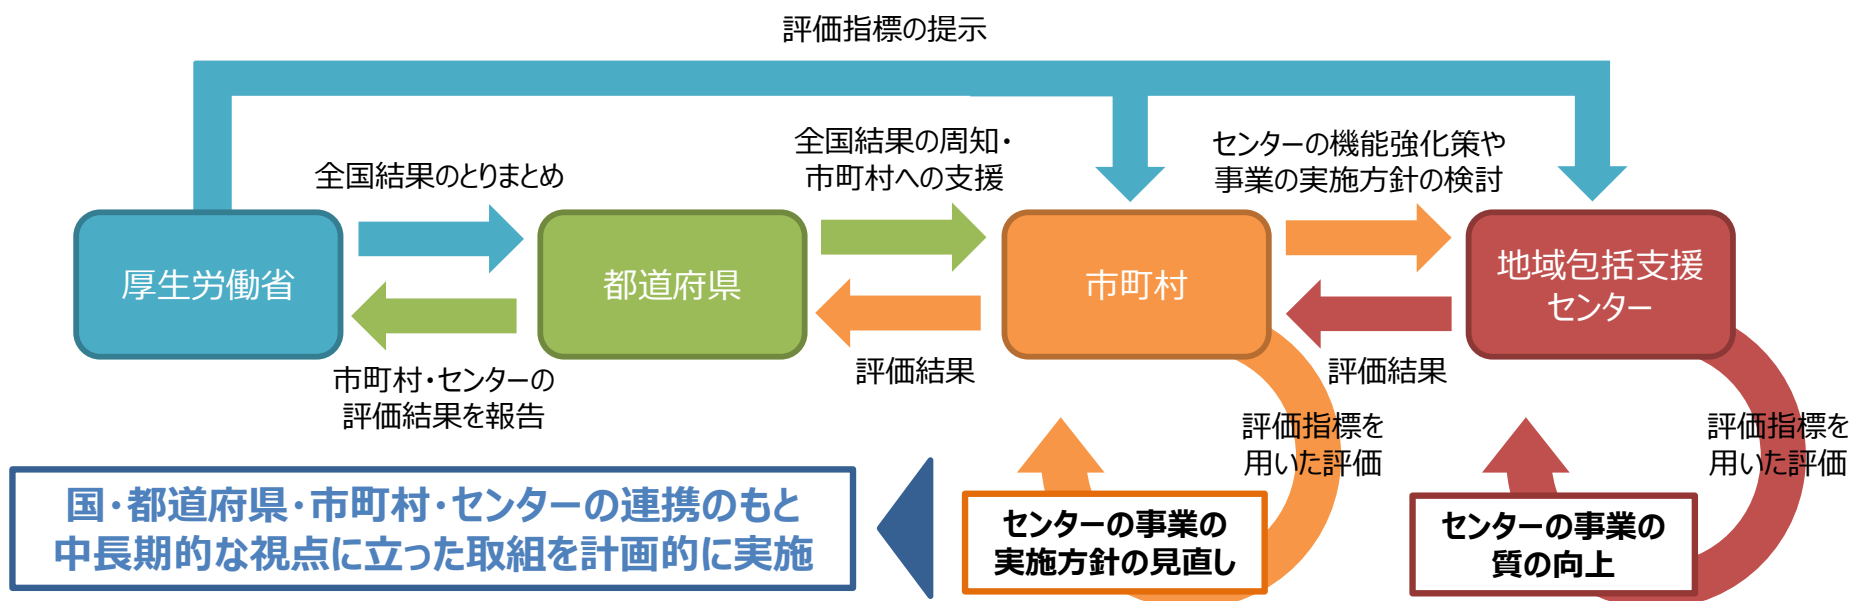 評価指標の提示
全国結果のとりまとめ
全国結果の周知・
市町村への支援
センターの機能強化策や
事業の実施方針の検討
厚生労働省
都道府県
市町村
地域包括支援
センター
市町村・センターの
評価結果を報告
評価結果
評価結果
評価指標を
用いた評価
評価指標を
用いた評価
国・都道府県・市町村・センターの連携のもと
中長期的な視点に立った取組を計画的に実施
センターの事業の
実施方針の見直し
センターの事業の
質の向上